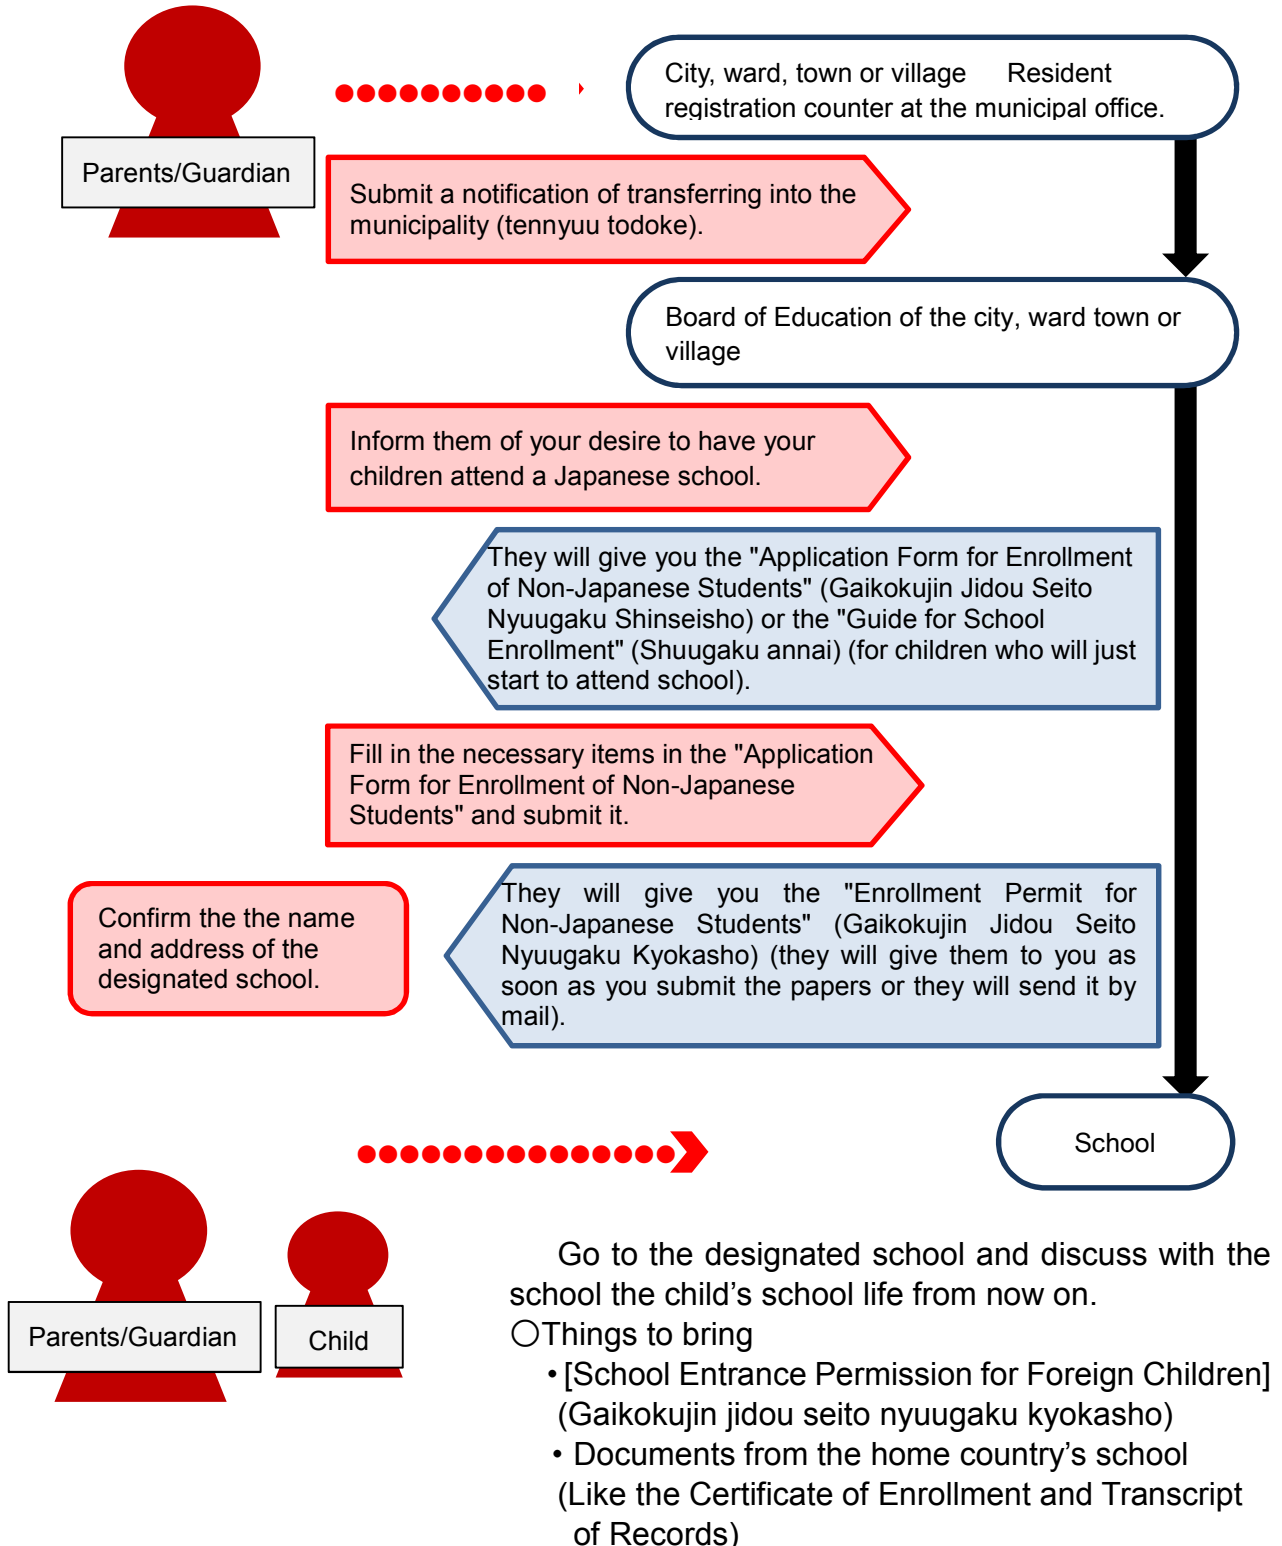 City, ward, town or village Resident
registration counter at the municipal office.
Parents/Guardian
Submit a notification of transferring into the
municipality (tennyuu todoke).
Board of Education of the city, ward town or
village
Inform them of your desire to have your
children attend a Japanese school.
They will give you the "Application Form for Enrollment
of Non-Japanese Students" (Gaikokujin Jidou Seito
Nyuugaku Shinseisho) or the "Guide for School
Enrollment" (Shuugaku annai) (for children who will just
start to attend school).
Fill in the necessary items in the "Application
Form for Enrollment of Non-Japanese
Students" and submit it.
They will give you the "Enrollment Permit for
Non-Japanese Students" (Gaikokujin Jidou Seito
Nyuugaku Kyokasho) (they will give them to you as
soon as you submit the papers or they will send it by
mail).
Confirm the the name
and address of the
designated school.
School
Parents/Guardian
Child
Go to the designated school and discuss with the
school the child’s school life from now on.
○Things to bring
・[School Entrance Permission for Foreign Children]
(Gaikokujin jidou seito nyuugaku kyokasho)
・Documents from the home country’s school
(Like the Certificate of Enrollment and Transcript
of Records)